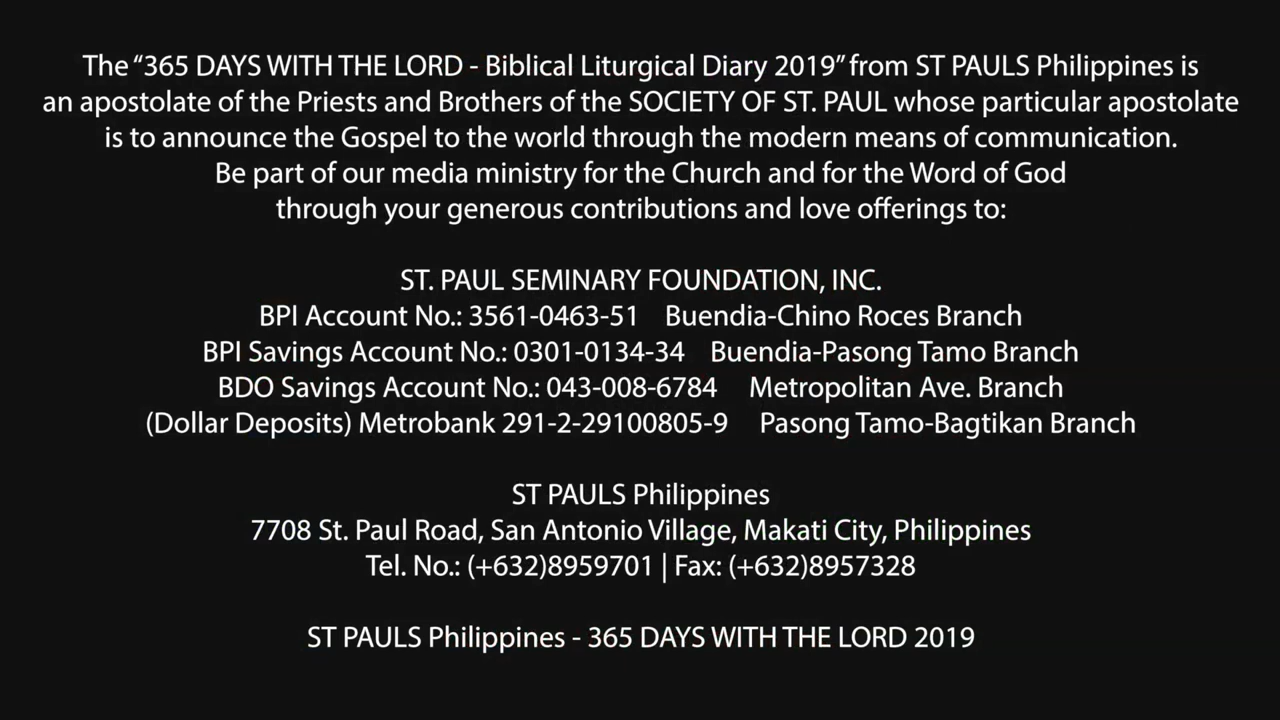 The “365 DAYS WITH THE LORD - Biblical Liturgical Diary 2019” from ST PAULS Philippines is
an apostolate of the Priests and Brothers of the SOCIETY OF ST. PAUL whose particular apostolate
is to announce the Gospel to the world through the modern means of communication.
Be part of our media ministry for the Church and for the Word of God
through your generous contributions and love offerings to:
ST. PAUL SEMINARY FOUNDATION, INC.
BPI Account No.: 3561-0463-51 Buendia-Chino Roces Branch
BPI Savings Account No.: 0301-0134-34 Buendia-Pasong Tamo Branch
BDO Savings Account No.: 043-008-6784 Metropolitan Ave. Branch
(Dollar Deposits) Metrobank 291-2-29100805-9 Pasong Tamo-Bagtikan Branch
ST PAULS Philippines
7708 St. Paul Road, San Antonio Village, Makati City, Philippines
Tel. No.: (+632)8959701 | Fax: (+632)8957328
ST PAULS Philippines - 365 DAYS WITH THE LORD 2019